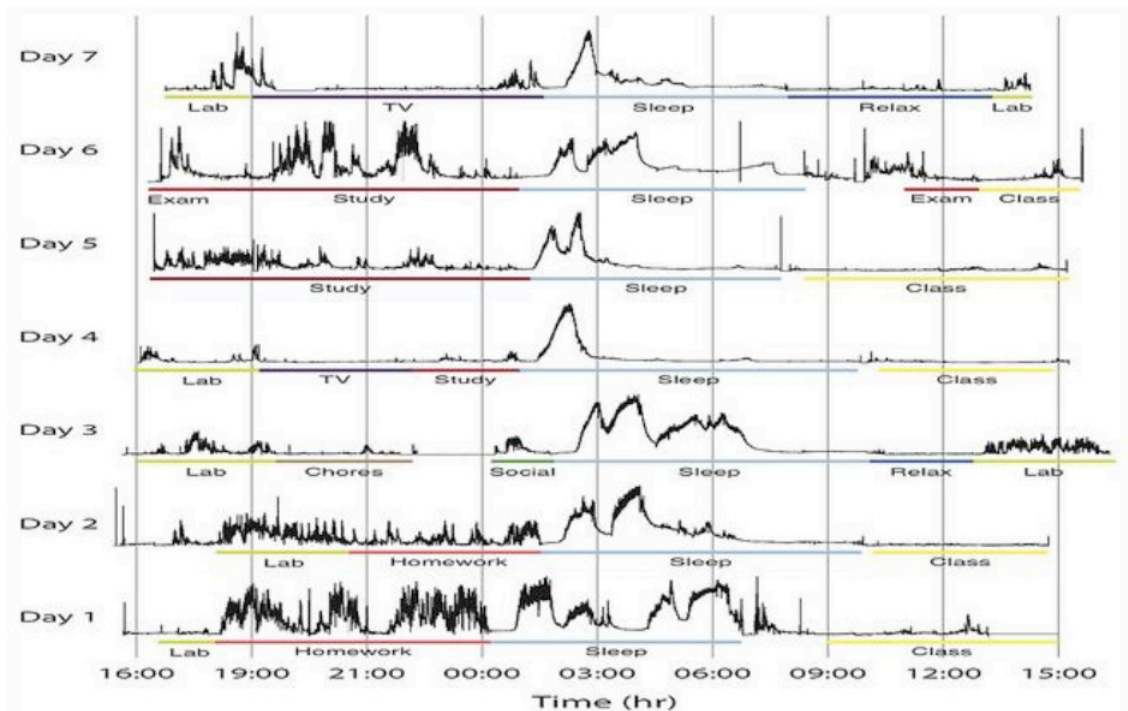 Day 7
Lab TV Sleep Relax Lab
Day 6
Exam Study Sleep Exam Class
Day 5
Study Sleep Class
Day 4
Lab TV Study Sleep Class
Day 3
Lab Chores Social Sleep Relax Lab
Day 2
Lab Homework Sleep Class
Day 1
Lab Homework Sleep Class
16:00 19:00 21:00 00:00 03:00 06:00 09:00 12:00 15:00
Time (hr)